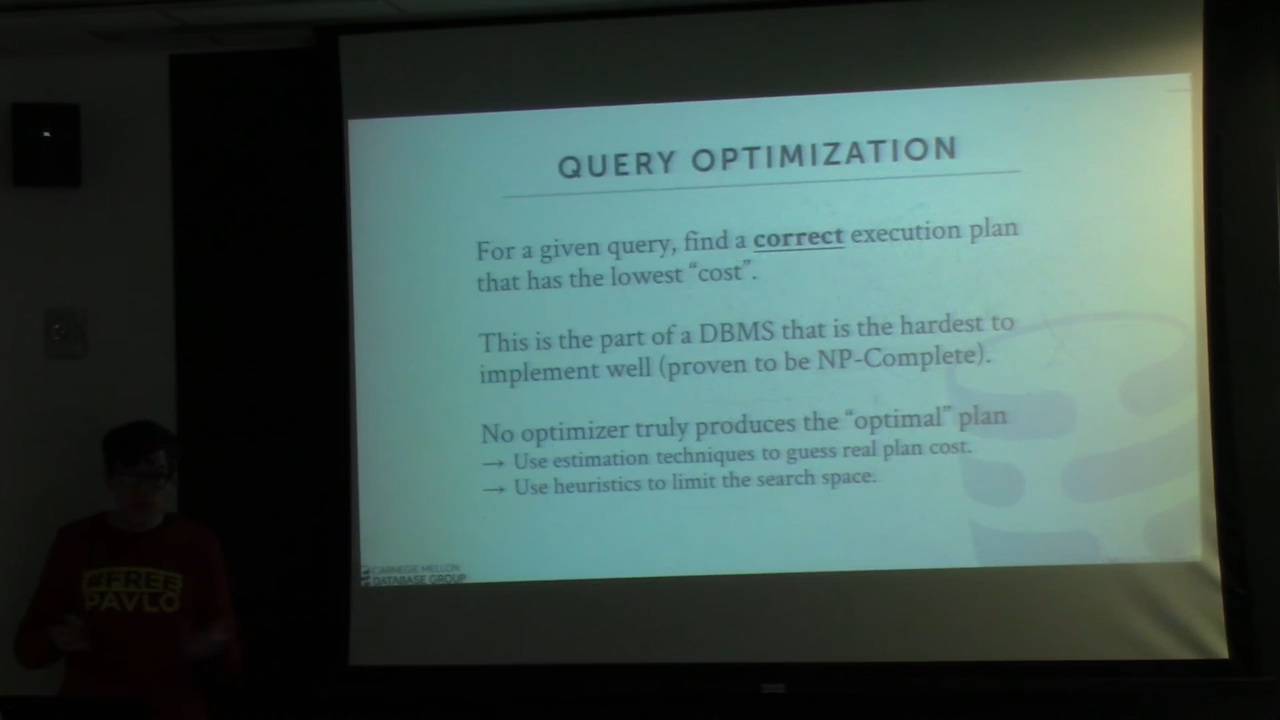 QUERY OPTIMIZATION
For a given query, find a correct execution plan
that has the lowest “cost”.
This is the part of a DBMS that is the hardest to
implement well (proven to be NP-Complete).
No optimizer truly produces the “optimal” plan
→ Use estimation techniques to guess real plan cost.
→ Use heuristics to limit the search space.
CARNEGIE MELLON
DATABASE GROUP
#FREE
PAVLO